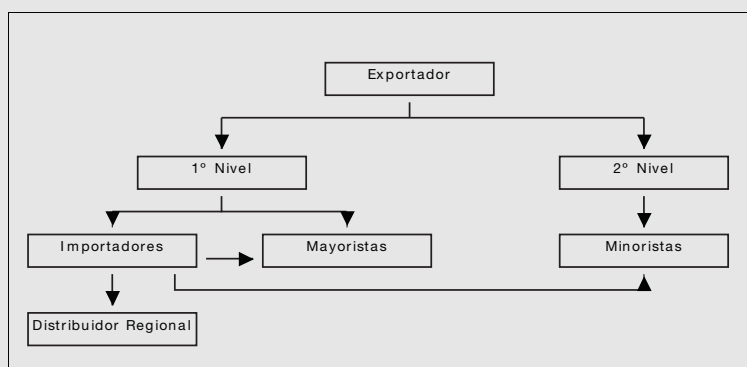 Exportador
1º Nivel
2º Nivel
Importadores
Mayoristas
Minoristas
Distribuidor Regional